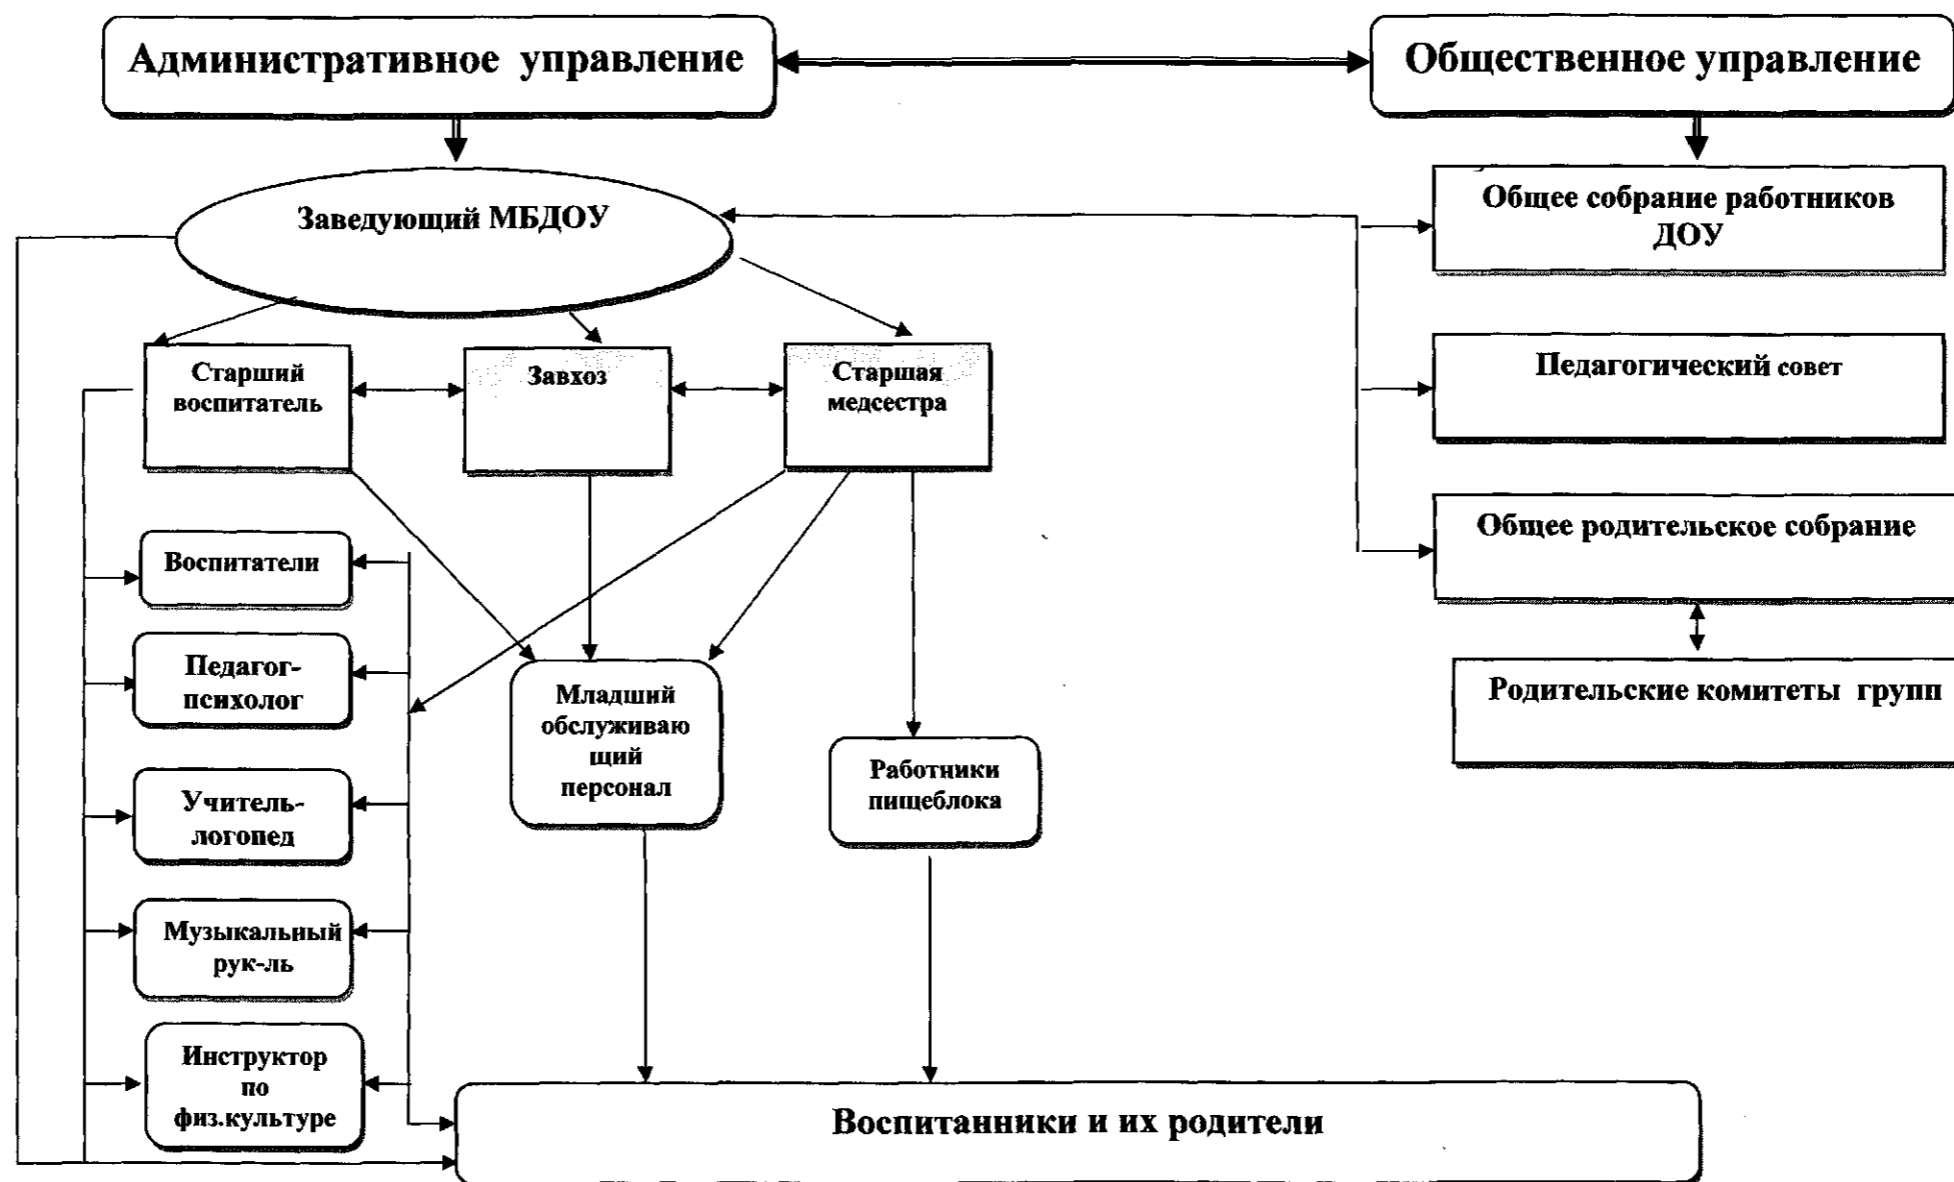 Административное управление
Общественное управление
Заведующий МБДОУ
Общее собрание работников
ДОУ
Старший
воспитатель
Завхоз
Старшая
медсестра
Педагогический совет
Общее родительское собрание
Воспитатели
Педагог-
психолог
Младший
обслуживаю
щий
персонал
Родительские комитеты групп
Работники
пищеблока
Учитель-
логопед
Музыкальный
рук-ль
Инструктор
по
физ.культуре
Воспитанники и их родители